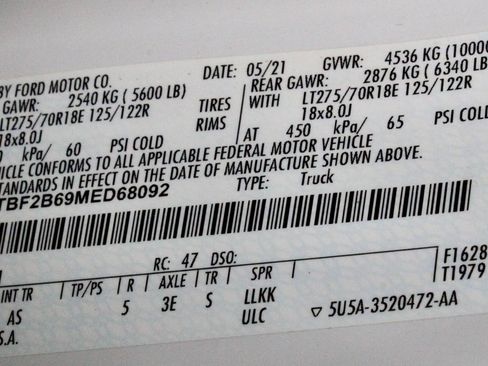 BY FORD MOTOR CO. DATE: 05/21 GVWR: 4536 KG (10000
GAWR: 2540 KG ( 5600 LB) REAR GAWR: 2876 KG ( 6340 LB)
LT275/70R18E 125/122R TIRES WITH LT275/70R18E 125/122R
18x8.0J RIMS 18x8.0J
kPa/ 60 PSI COLD AT 450 kPa/ 65 PSI COLD
HICLE CONFORMS TO ALL APPLICABLE FEDERAL MOTOR VEHICLE
STANDARDS IN EFFECT ON THE DATE OF MANUFACTURE SHOWN ABOVE.
TBF2B69MED68092 TYPE: Truck
RC: 47 DSO: F1628
T1979
INT TR TP/PS R AXLE TR SPR
AS 5 3E S LLKK
S.A. ULC ▽ 5U5A-3520472-AA